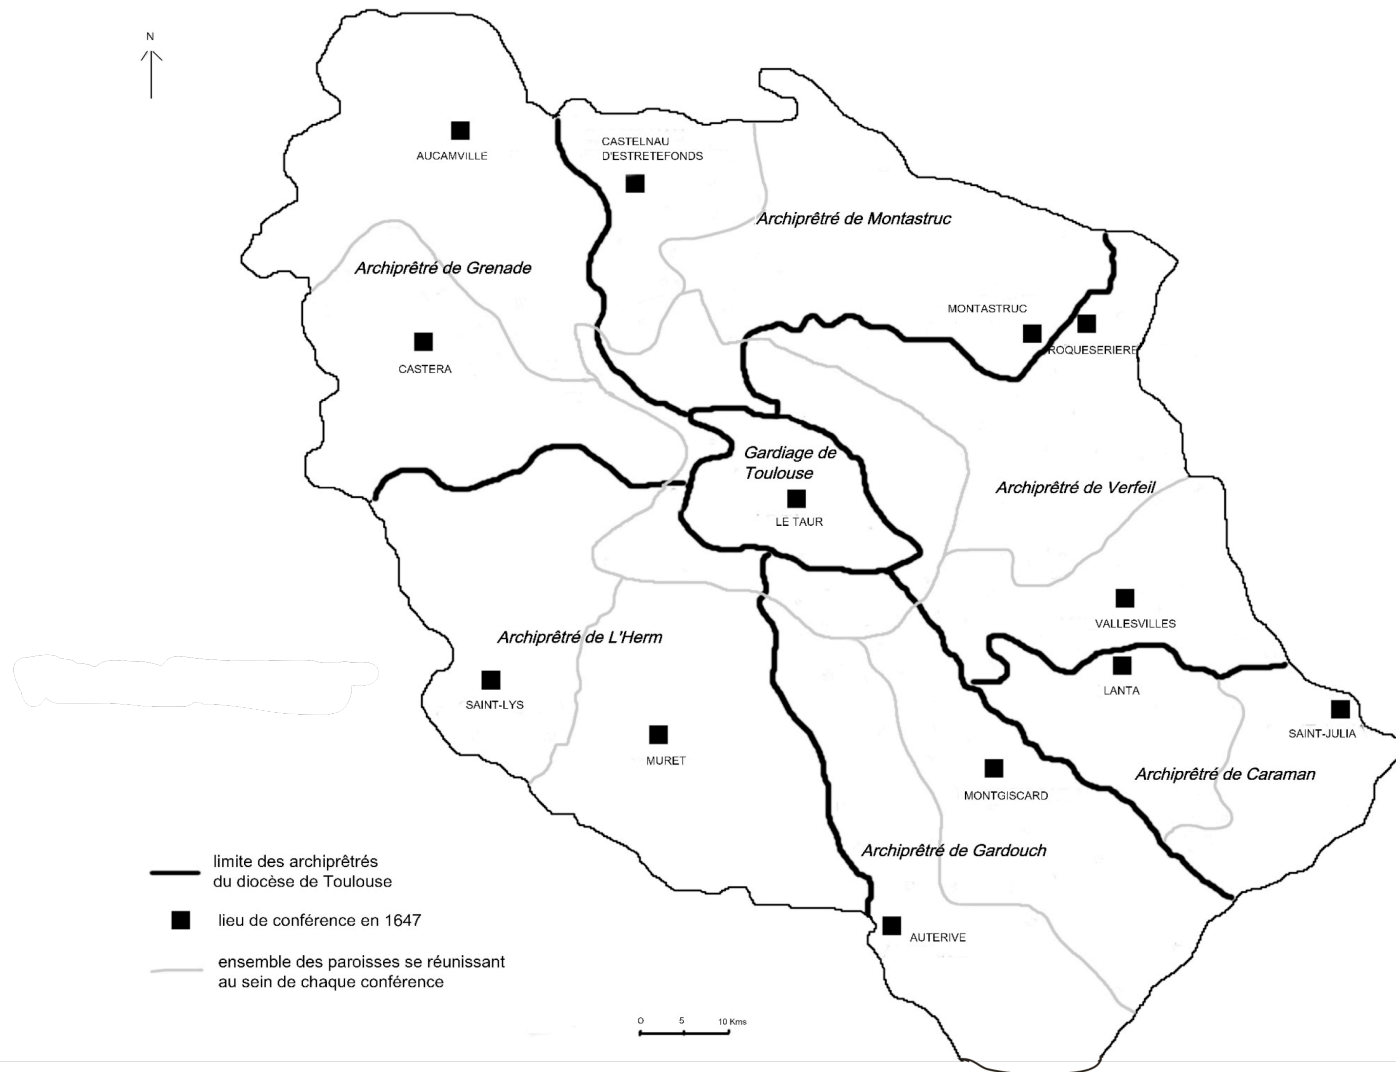 N
AUCAMVILLE
CASTELNAU
D'ESTRETEFONDS
Archiprêtré de Montastruc
Archiprêtré de Grenade
MONTASTRUC
ROQUESERIERE
CASTERA
Gardiage de
Toulouse
LE TAUR
Archiprêtré de Verfeil
VALLESVILLES
Archiprêtré de L'Herm
LANTA
SAINT-LYS
SAINT-JULIA
MURET
Archiprêtré de Caraman
MONTGISCARD
Archiprêtré de Gardouch
AUTERIVE
limite des archiprêtrés
du diocèse de Toulouse
lieu de conférence en 1647
ensemble des paroisses se réunissant
au sein de chaque conférence
0 5 10 Kms